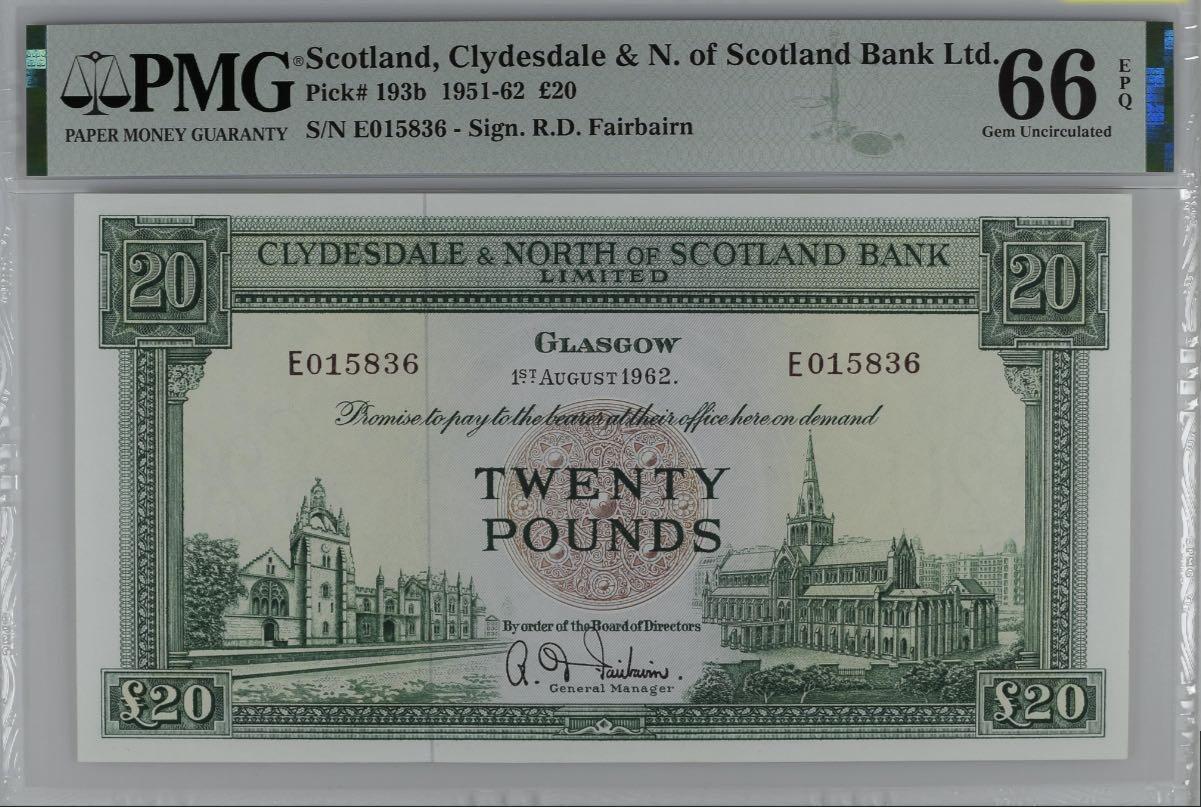 PMG®
PAPER MONEY GUARANTY
Scotland, Clydesdale & N. of Scotland Bank Ltd.
Pick# 193b 1951-62 £20
S/N E015836 - Sign. R.D. Fairbairn
66 EPQ
Gem Uncirculated
20 20
CLYDESDALE & NORTH OF SCOTLAND BANK
LIMITED
GLASGOW
E015836 E015836
1ST AUGUST 1962.
Promise to pay to the bearer at their office here on demand
TWENTY
POUNDS
By order of the Board of Directors
R. D. Fairbairn.
General Manager.
£20 £20